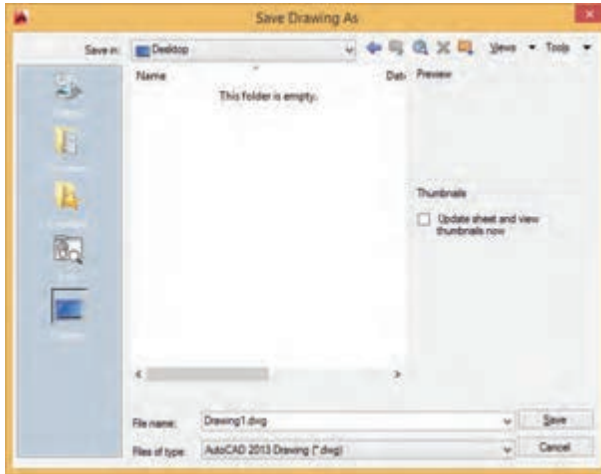 Save Drawing As
Save in: Desktop Views Tools
Name Date Preview
This folder is empty.
Thumbnails
Update sheet and view
thumbnails now
File name: Drawing1.dwg Save
Files of type: AutoCAD 2013 Drawing (*.dwg) Cancel